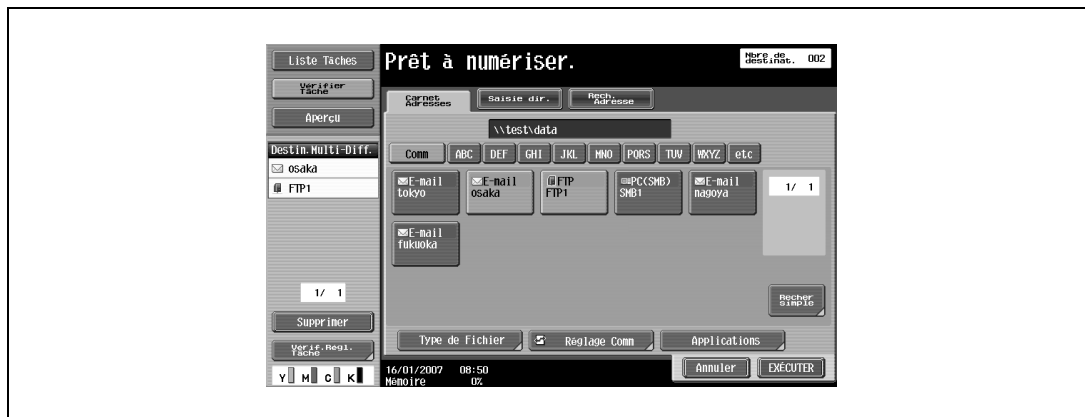 Liste Tâches
Vérifier
Tâche
Aperçu
Destin.Multi-Diff.
osaka
FTP1
1/ 1
Supprimer
Vérif.Régl.
Tâche
Y M C K
Prêt à numériser.
Nbre de
destinat. 002
Carnet
Adresses
Saisie dir.
Rech.
Adresse
\\test\data
Comm ABC DEF GHI JKL MNO PQRS TUV WXYZ etc
E-mail
tokyo
E-mail
osaka
FTP
FTP1
PC(SMB)
SMB1
E-mail
nagoya
1/ 1
E-mail
fukuoka
Recher
simple
Type de Fichier
Réglage Comm
Applications
16/01/2007 08:50
Mémoire 0%
Annuler
EXÉCUTER